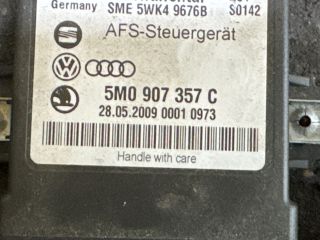 Germany SME 5WK4 9676B S0142
AFS-Steuergerät
5M0 907 357 C
28.05.2009 0001 0973
Handle with care